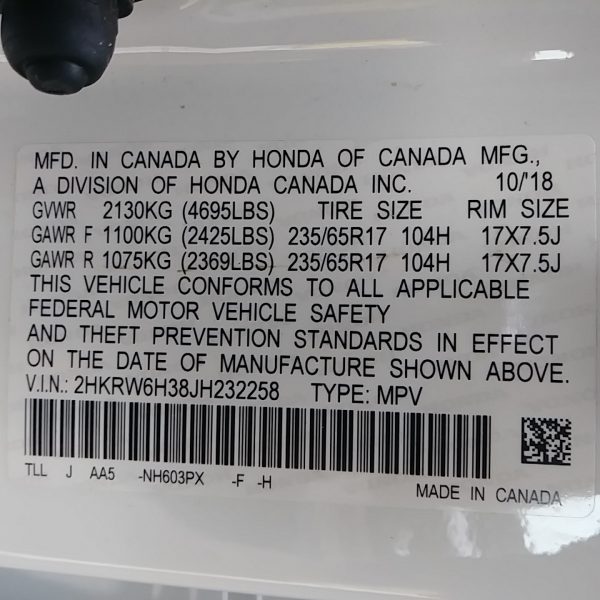 MFD. IN CANADA BY HONDA OF CANADA MFG.,
A DIVISION OF HONDA CANADA INC. 10/'18
GVWR 2130KG (4695LBS) TIRE SIZE RIM SIZE
GAWR F 1100KG (2425LBS) 235/65R17 104H 17X7.5J
GAWR R 1075KG (2369LBS) 235/65R17 104H 17X7.5J
THIS VEHICLE CONFORMS TO ALL APPLICABLE
FEDERAL MOTOR VEHICLE SAFETY
AND THEFT PREVENTION STANDARDS IN EFFECT
ON THE DATE OF MANUFACTURE SHOWN ABOVE.
V.I.N.: 2HKRW6H38JH232258 TYPE: MPV
TLL J AA5 -NH603PX -F -H
MADE IN CANADA